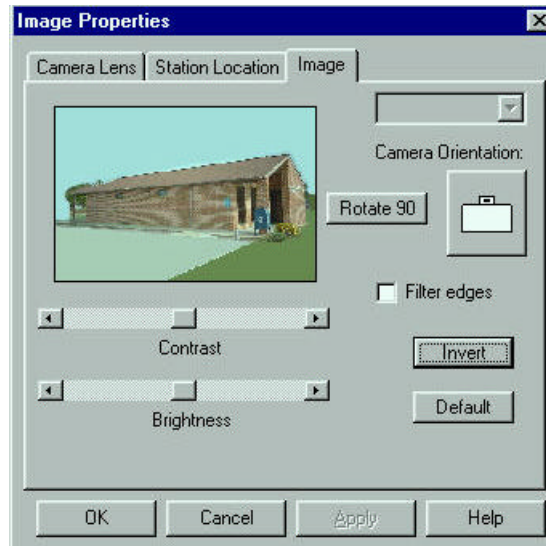 Image Properties
Camera Lens
Station Location
Image
Camera Orientation:
Rotate 90
Filter edges
Contrast
Invert
Brightness
Default
OK
Cancel
Apply
Help